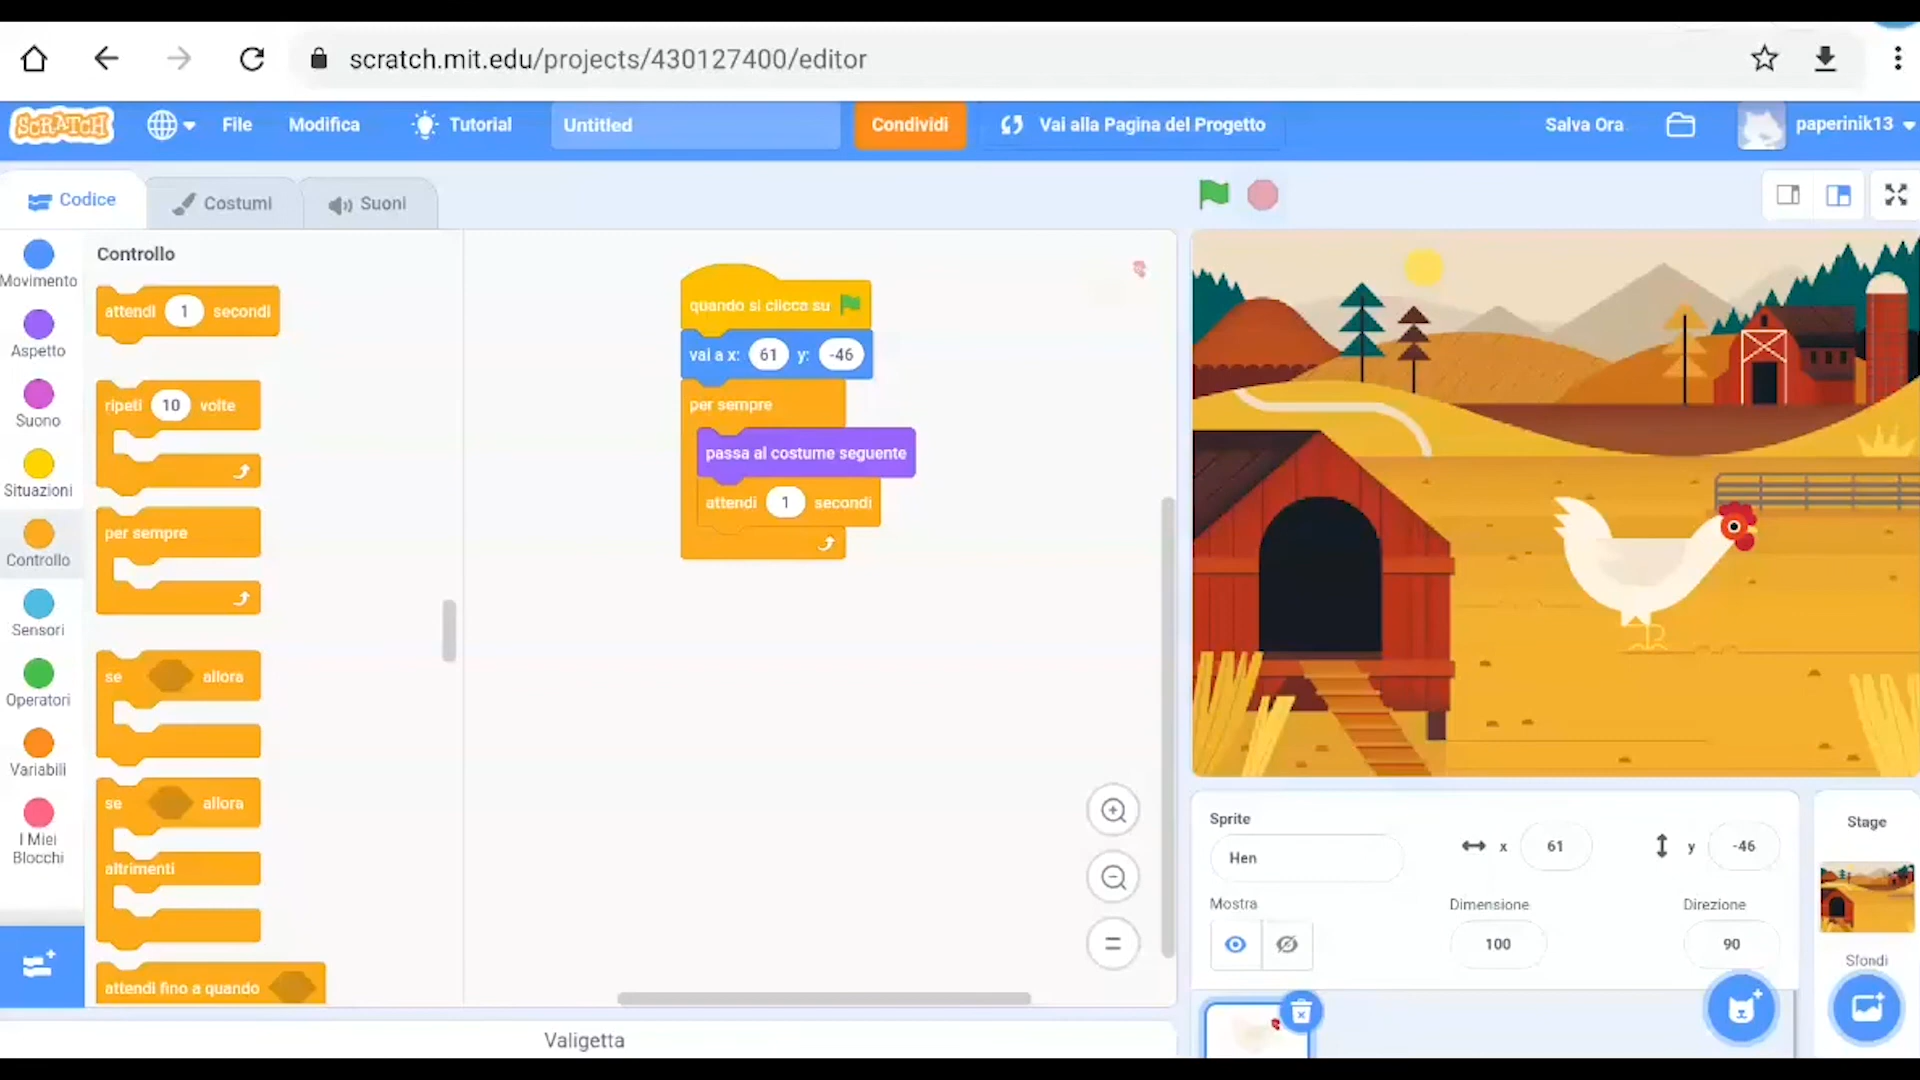 scratch.mit.edu/projects/430127400/editor
SCRATCH
File
Modifica
Tutorial
Untitled
Condividi
Vai alla Pagina del Progetto
Salva Ora
paperinik13
Codice
Costumi
Suoni
Movimento
Aspetto
Suono
Situazioni
Controllo
Sensori
Operatori
Variabili
I Miei
Blocchi
Controllo
attendi 1 secondi
ripeti 10 volte
per sempre
se allora
se allora
altrimenti
attendi fino a quando
quando si clicca su
vai a x: 61 y: -46
per sempre
passa al costume seguente
attendi 1 secondi
Valigetta
Sprite
Hen
x 61
y -46
Mostra
Dimensione
100
Direzione
90
Stage
Sfondi